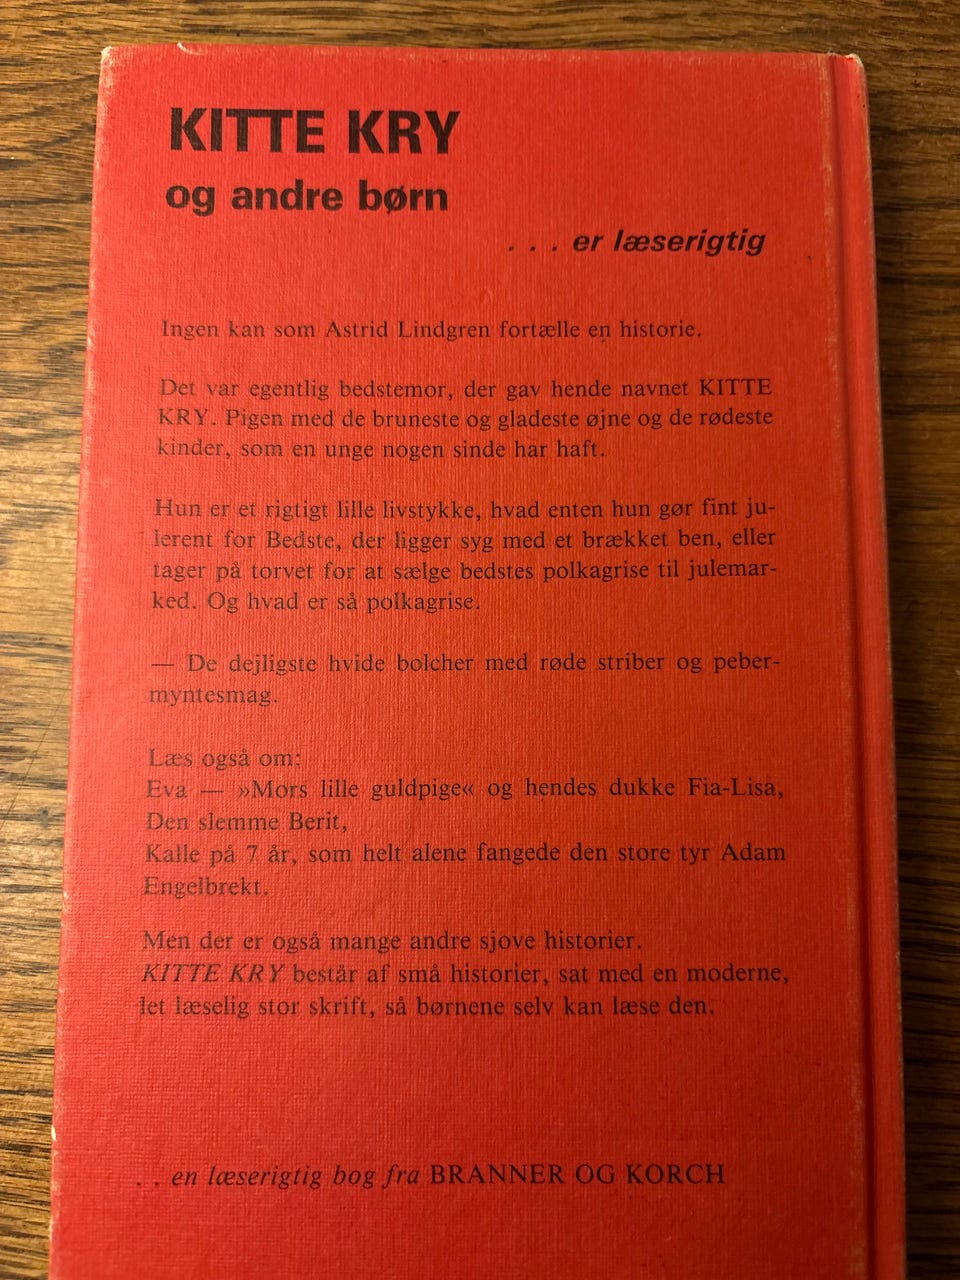 KITTE KRY
og andre børn
. . . er læserigtig
Ingen kan som Astrid Lindgren fortælle en historie.
Det var egentlig bedstemor, der gav hende navnet KITTE
KRY. Pigen med de bruneste og gladeste øjne og de rødeste
kinder, som en unge nogen sinde har haft.
Hun er et rigtigt lille livstykke, hvad enten hun gør fint ju-
lerent for Bedste, der ligger syg med et brækket ben, eller
tager på torvet for at sælge bedstes polkagrise til julemar-
ked. Og hvad er så polkagrise.
— De dejligste hvide bolcher med røde striber og peber-
myntesmag.
Læs også om:
Eva — »Mors lille guldpige« og hendes dukke Fia-Lisa,
Den slemme Berit,
Kalle på 7 år, som helt alene fangede den store tyr Adam
Engelbrekt.
Men der er også mange andre sjove historier.
KITTE KRY består af små historier, sat med en moderne,
let læselig stor skrift, så børnene selv kan læse den.
. . en læserigtig bog fra BRANNER OG KORCH